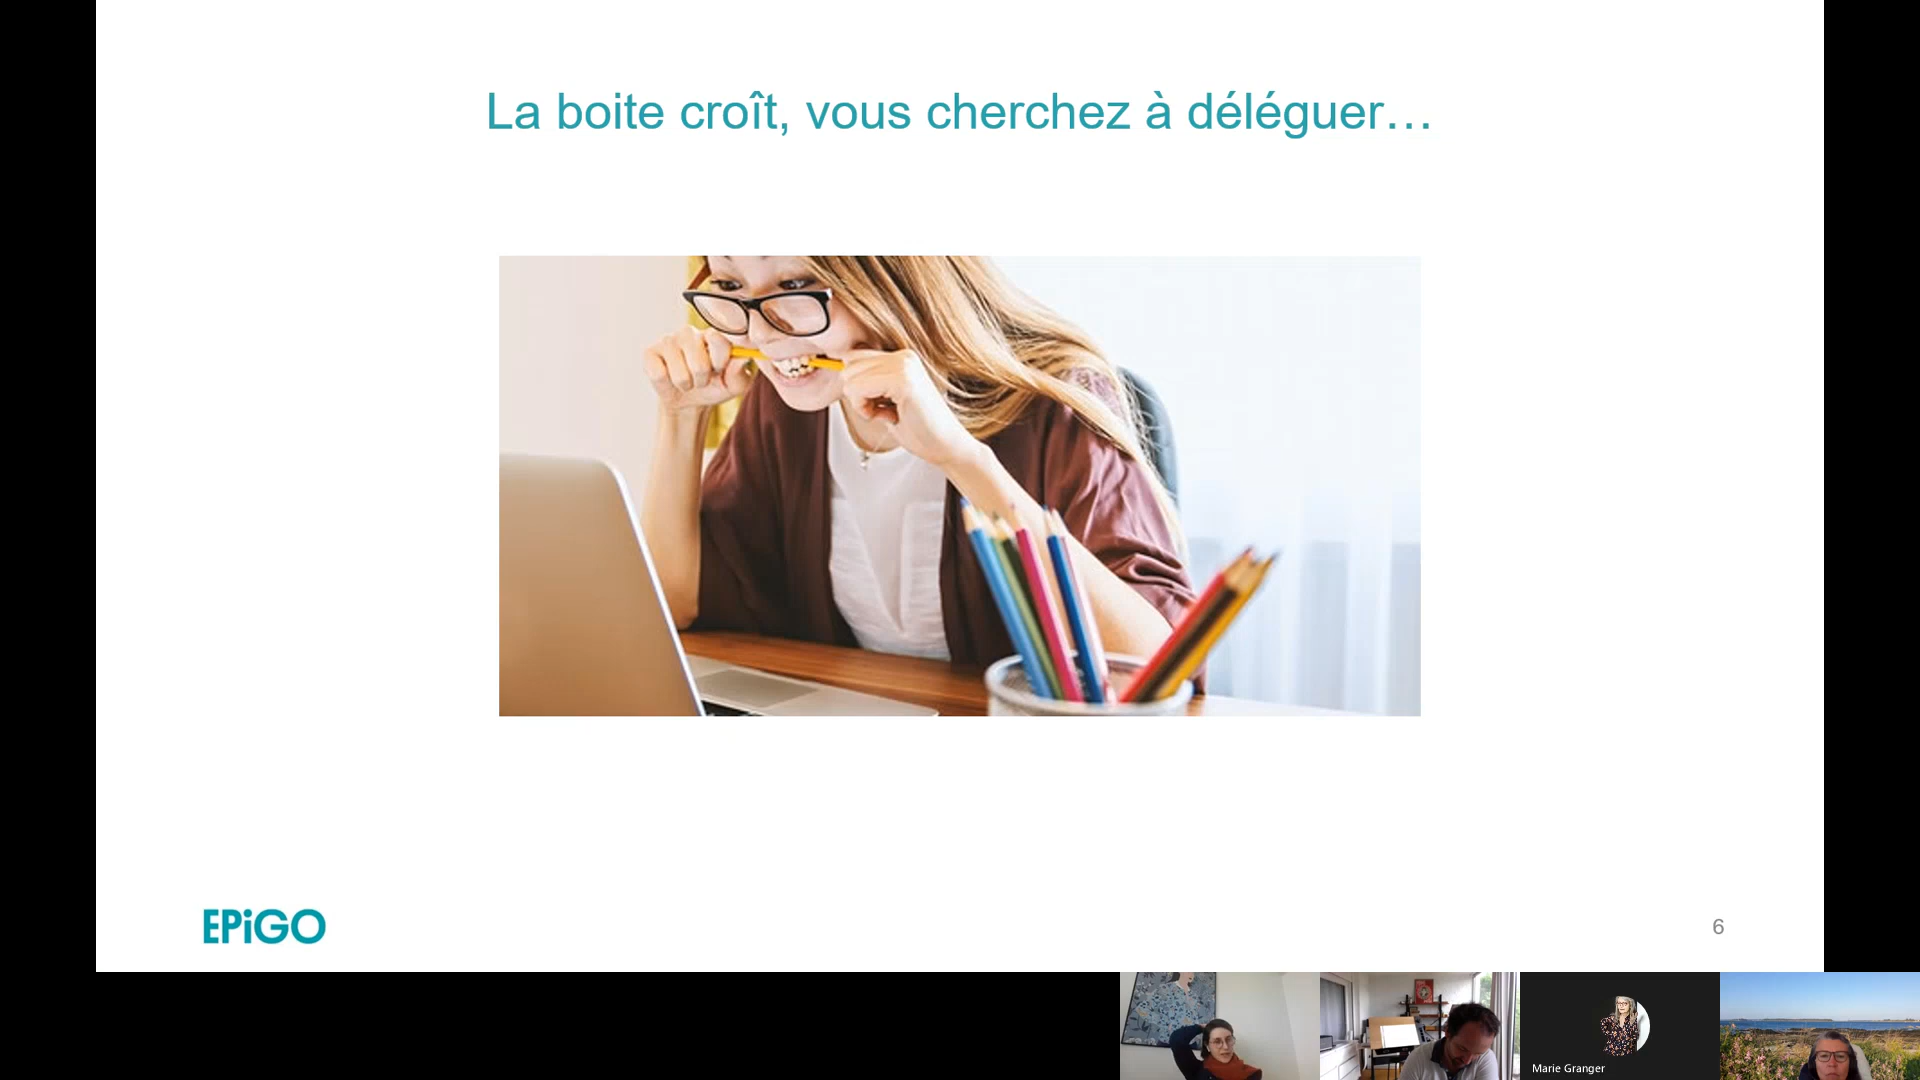 La boite croît, vous cherchez à déléguer…
EPiGO
6
Marie Granger